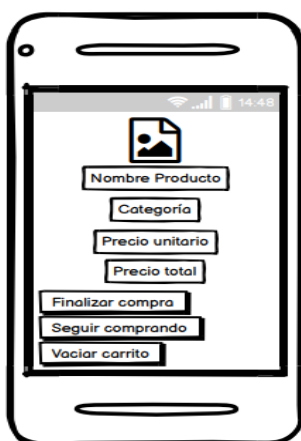 14:48
Nombre Producto
Categoría
Precio unitario
Precio total
Finalizar compra
Seguir comprando
Vaciar carrito